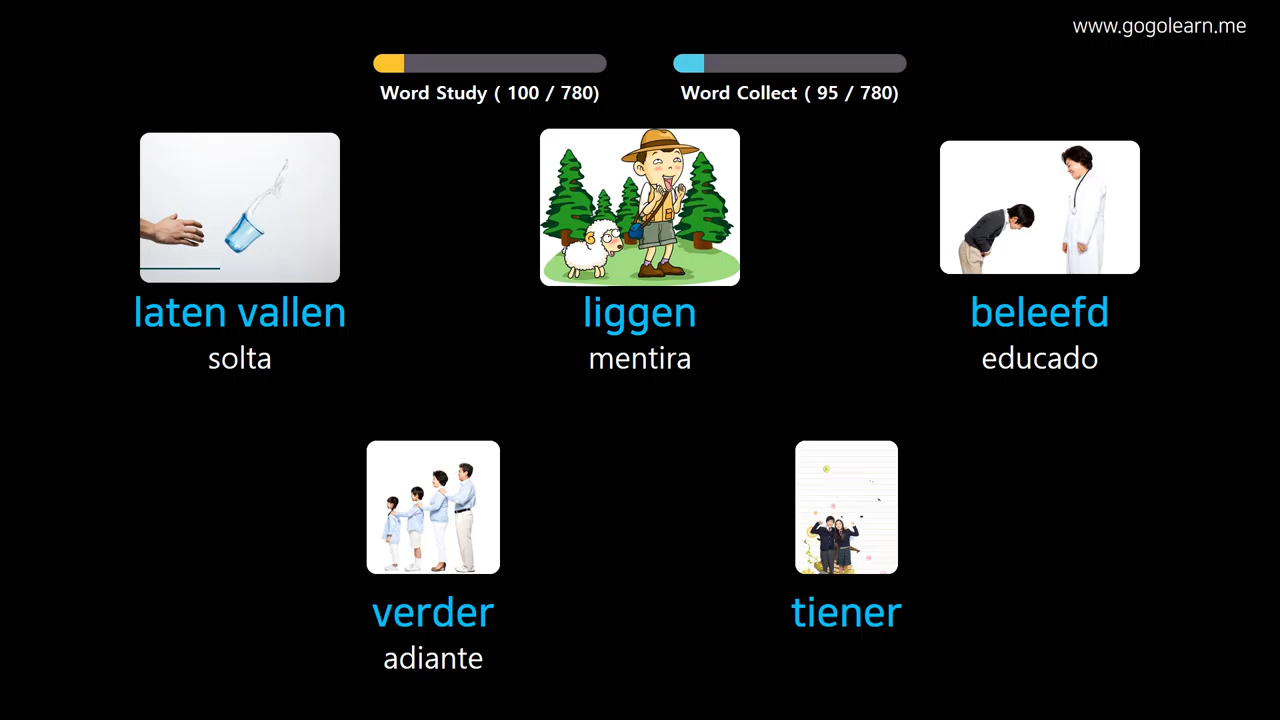 www.gogolearn.me
Word Study ( 100 / 780)
Word Collect ( 95 / 780)
laten vallen
solta
liggen
mentira
beleefd
educado
verder
adiante
tiener